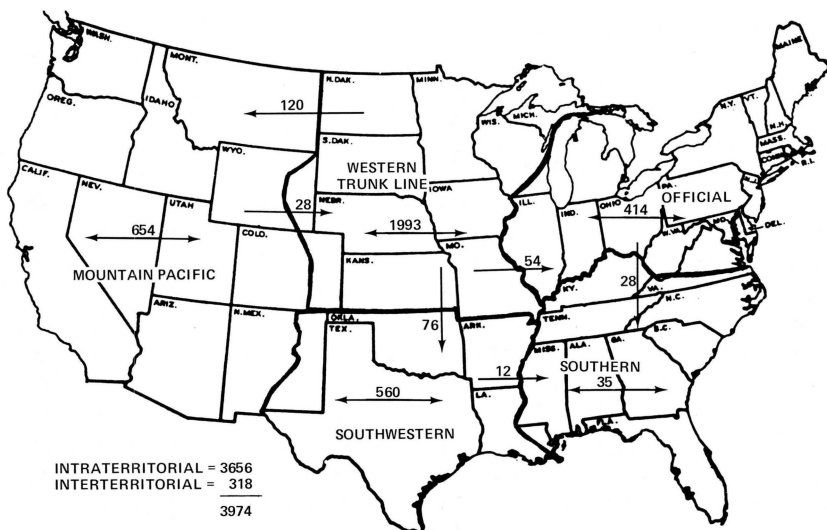 WASH.
MONT.
N.DAK.
MINN.
MAINE
OREG.
IDAHO
120
WIS.
MICH.
N.Y.
VT.
N.H.
MASS.
CONN.
R.I.
S.DAK.
WYO.
WESTERN
TRUNK LINE
CALIF.
NEV.
UTAH
28
NEBR.
IOWA
ILL.
IND.
OHIO
PA.
N.J.
OFFICIAL
414
MD.
DEL.
654
1993
COLO.
KANS.
MO.
54
W.VA.
MOUNTAIN PACIFIC
KY.
28
VA.
ARIZ.
N.MEX.
OKLA.
TEX.
76
ARK.
TENN.
N.C.
S.C.
MISS.
ALA.
GA.
12
SOUTHERN
35
560
LA.
SOUTHWESTERN
FLA.
INTRATERRITORIAL = 3656
INTERTERRITORIAL = 318
3974